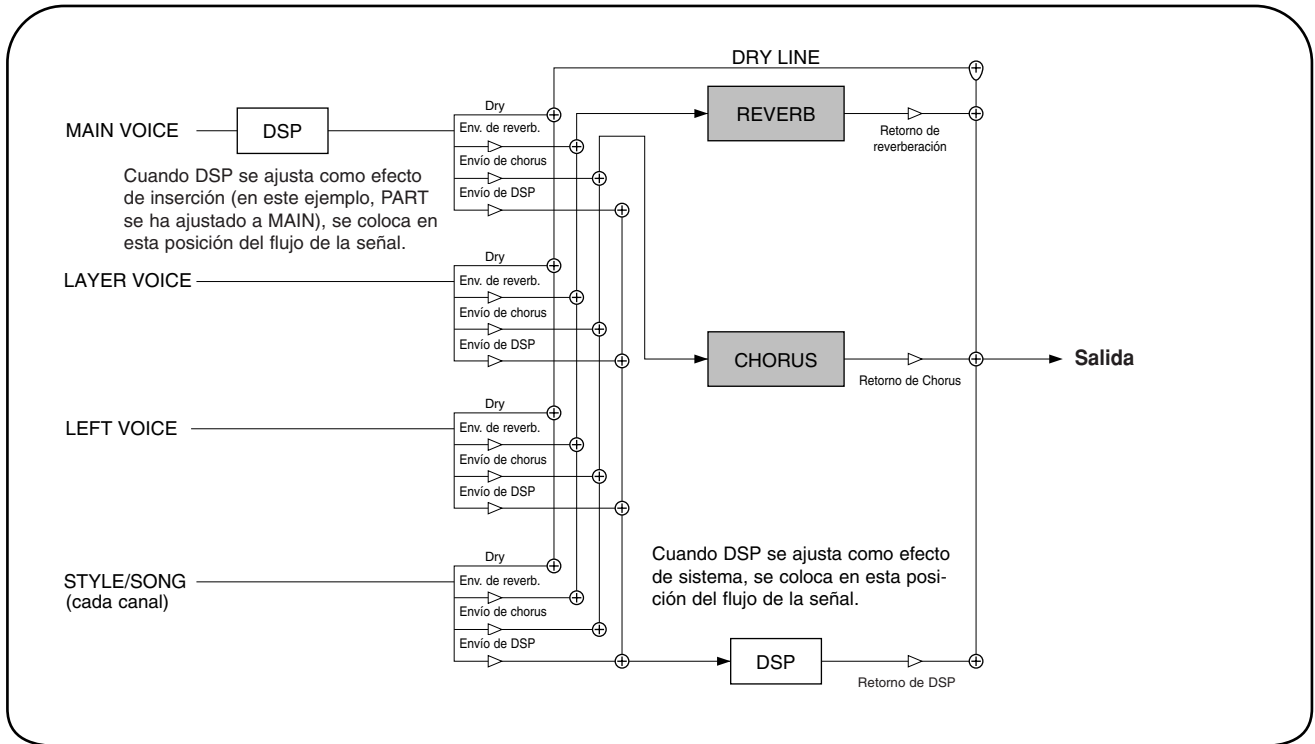 DRY LINE
MAIN VOICE
DSP
Dry
Env. de reverb.
Envío de chorus
Envío de DSP
REVERB
Retorno de
reverberación
Cuando DSP se ajusta como efecto
de inserción (en este ejemplo, PART
se ha ajustado a MAIN), se coloca en
esta posición del flujo de la señal.
LAYER VOICE
Dry
Env. de reverb.
Envío de chorus
Envío de DSP
CHORUS
Retorno de Chorus
Salida
LEFT VOICE
Dry
Env. de reverb.
Envío de chorus
Envío de DSP
STYLE/SONG
(cada canal)
Dry
Env. de reverb.
Envío de chorus
Envío de DSP
Cuando DSP se ajusta como efecto
de sistema, se coloca en esta posi-
ción del flujo de la señal.
DSP
Retorno de DSP